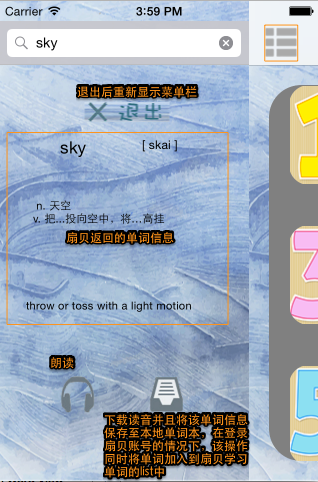 Carrier 3:59 PM
sky
退出后重新显示菜单栏
退出
sky [ skai ]
n. 天空
v. 把...投向空中，将...高挂
扇贝返回的单词信息
throw or toss with a light motion
朗读
下载读音并且将该单词信息
保存至本地单词本，在登录
扇贝账号的情况下，该操作
同时将单词加入到扇贝学习
单词的list中